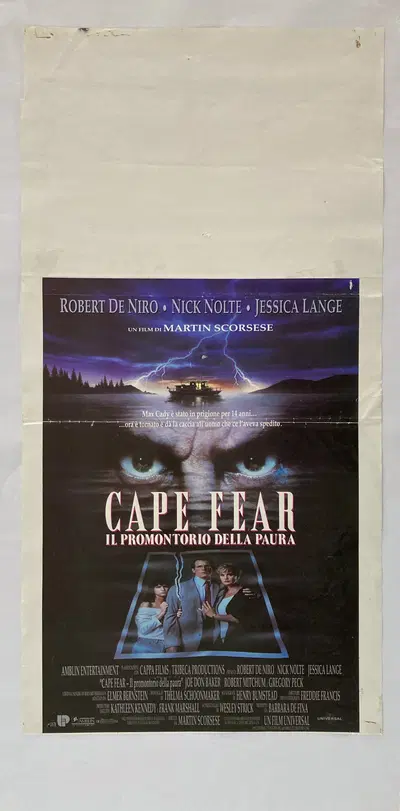 ROBERT DE NIRO • NICK NOLTE • JESSICA LANGE
UN FILM DI MARTIN SCORSESE
Max Cady è stato in prigione per 14 anni...
...ora è tornato e dà la caccia all'uomo che ce l'aveva spedito.
CAPE FEAR
IL PROMONTORIO DELLA PAURA
AMBLIN ENTERTAINMENT CAPPA FILMS TRIBECA PRODUCTIONS ROBERT DE NIRO NICK NOLTE JESSICA LANGE
"CAPE FEAR - Il promontorio della paura" JOE DON BAKER ROBERT MITCHUM GREGORY PECK
ELMER BERNSTEIN THELMA SCHOONMAKER HENRY BUMSTEAD FREDDIE FRANCIS
KATHLEEN KENNEDY FRANK MARSHALL WESLEY STRICK BARBARA DE FINA
MARTIN SCORSESE UN FILM UNIVERSAL
UNIVERSAL